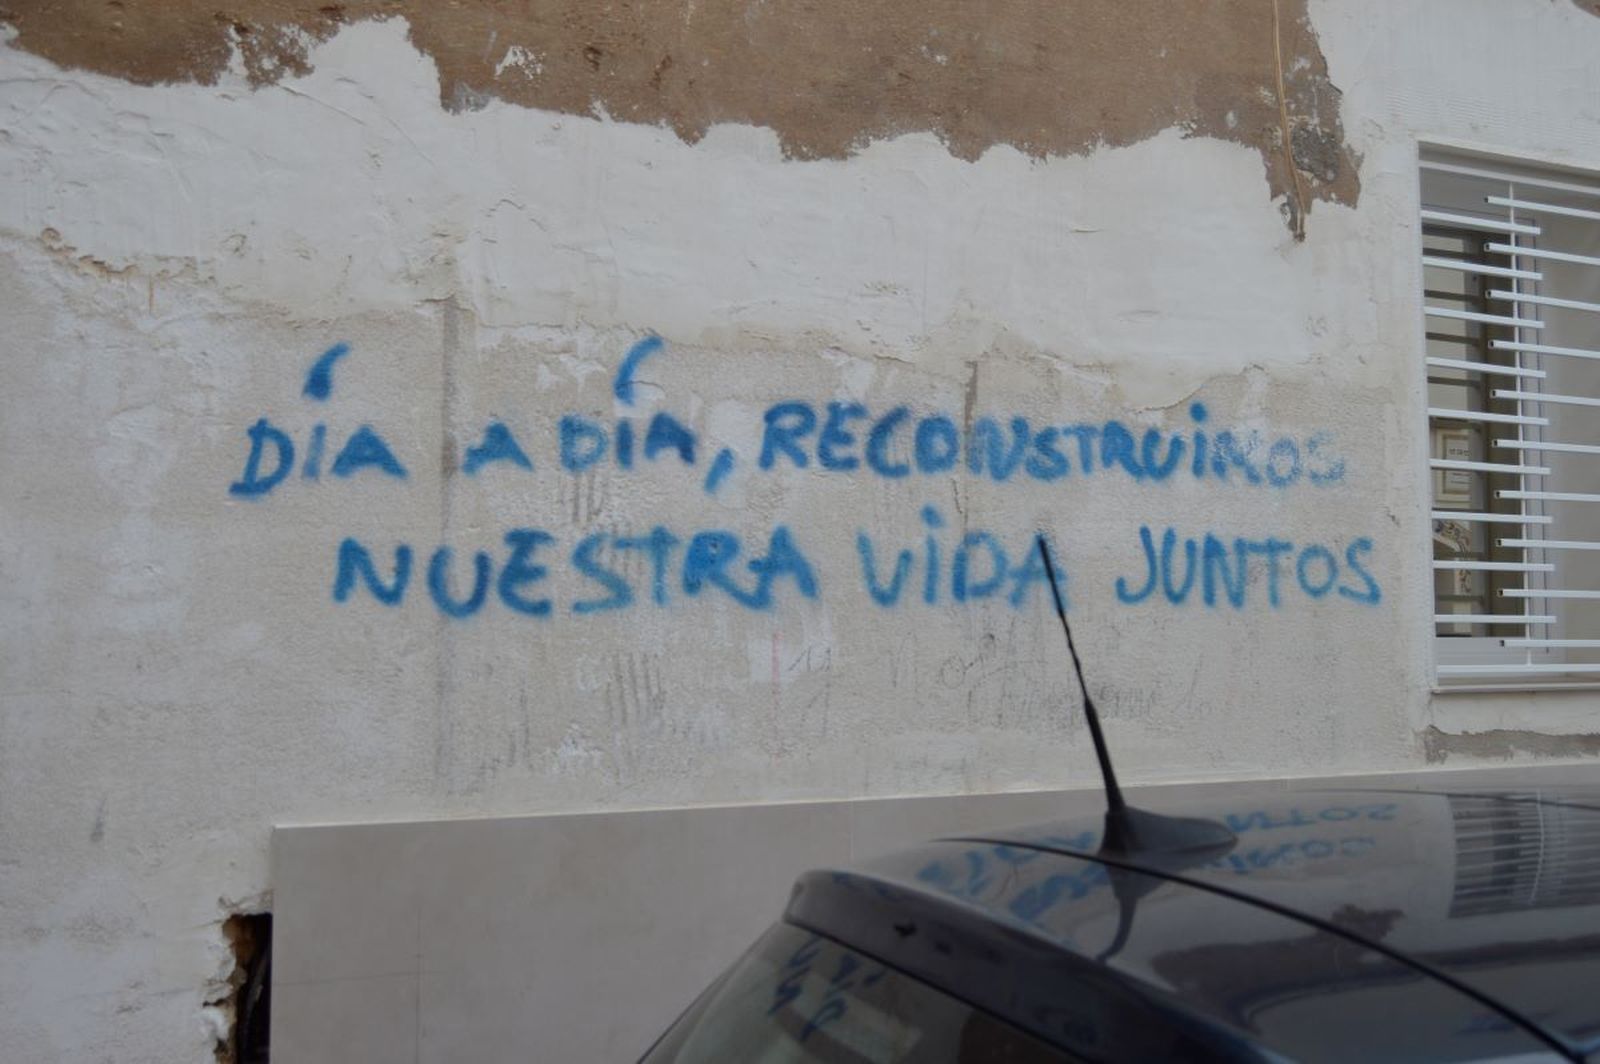 DÍA A DÍA, RECONSTRUiMOS
NUESTRA ViDA JUNTOS